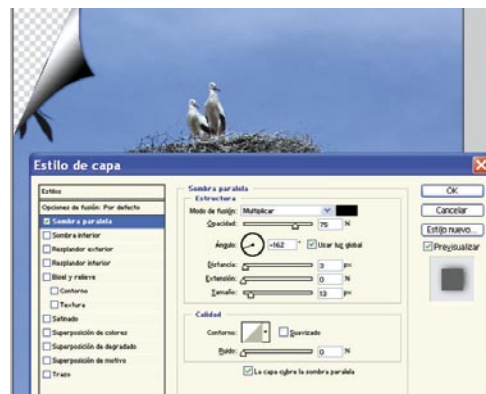 Estilo de capa
Estilos
Opciones de fusión: Por defecto
Sombra paralela
Sombra interior
Resplandor exterior
Resplandor interior
Bisel y relieve
Contorno
Textura
Satinado
Superposición de colores
Superposición de degradado
Superposición de motivo
Trazo
Sombra paralela
Estructura
Modo de fusión: Multiplicar
Opacidad: 75 %
Ángulo: -162 ° Usar luz global
Distancia: 3 px
Extensión: 0 %
Tamaño: 13 px
Calidad
Contorno: Suavizado
Ruido: 0 %
La capa cubre la sombra paralela
OK
Cancelar
Estilo nuevo...
Previsualizar